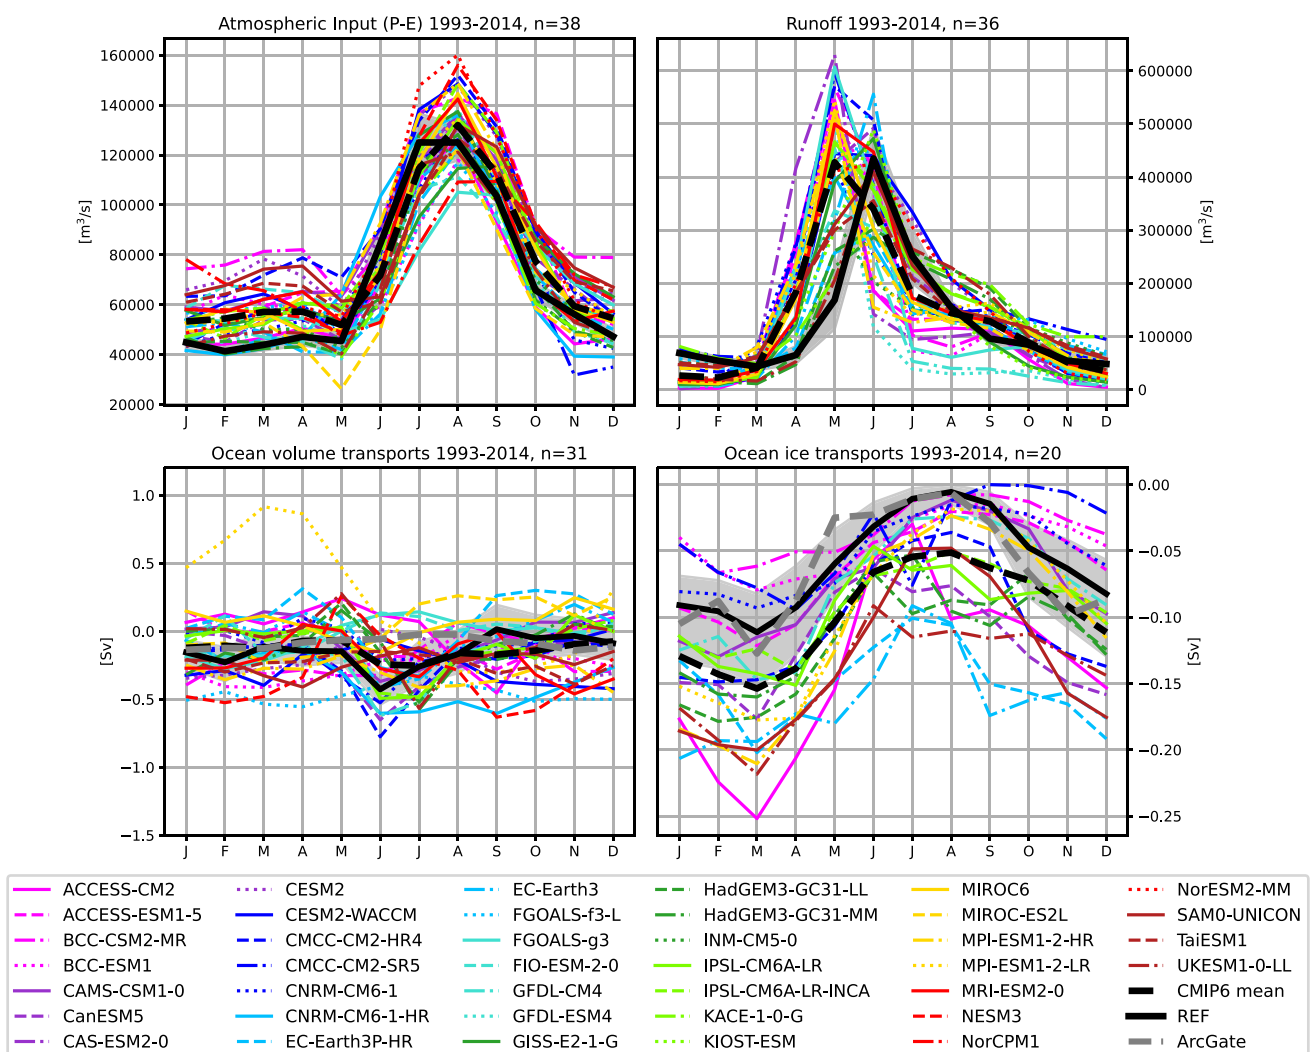 Atmospheric Input (P-E) 1993-2014, n=38
160000
140000
120000
100000
80000
60000
40000
20000
[m³/s]
J F M A M J J A S O N D
Runoff 1993-2014, n=36
600000
500000
400000
300000
200000
100000
0
[m³/s]
J F M A M J J A S O N D
Ocean volume transports 1993-2014, n=31
1.0
0.5
0.0
−0.5
−1.0
−1.5
[Sv]
J F M A M J J A S O N D
Ocean ice transports 1993-2014, n=20
0.00
−0.05
−0.10
−0.15
−0.20
−0.25
[Sv]
J F M A M J J A S O N D
ACCESS-CM2
ACCESS-ESM1-5
BCC-CSM2-MR
BCC-ESM1
CAMS-CSM1-0
CanESM5
CAS-ESM2-0
CESM2
CESM2-WACCM
CMCC-CM2-HR4
CMCC-CM2-SR5
CNRM-CM6-1
CNRM-CM6-1-HR
EC-Earth3P-HR
EC-Earth3
FGOALS-f3-L
FGOALS-g3
FIO-ESM-2-0
GFDL-CM4
GFDL-ESM4
GISS-E2-1-G
HadGEM3-GC31-LL
HadGEM3-GC31-MM
INM-CM5-0
IPSL-CM6A-LR
IPSL-CM6A-LR-INCA
KACE-1-0-G
KIOST-ESM
MIROC6
MIROC-ES2L
MPI-ESM1-2-HR
MPI-ESM1-2-LR
MRI-ESM2-0
NESM3
NorCPM1
NorESM2-MM
SAM0-UNICON
TaiESM1
UKESM1-0-LL
CMIP6 mean
REF
ArcGate